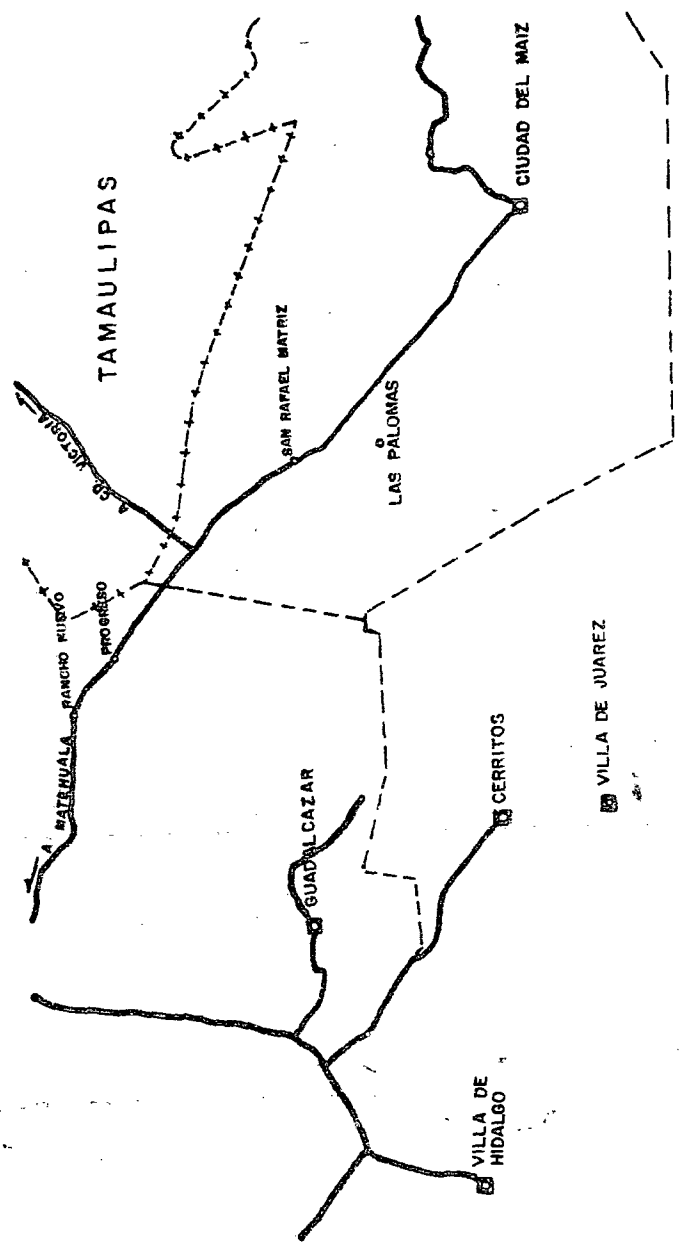 TAMAULIPAS
A CD. VICTORIA
A MATEHUALA
RANCHO NUEVO
PROGRESO
SAN RAFAEL MATRIZ
CIUDAD DEL MAIZ
LAS PALOMAS
GUADALCAZAR
CERRITOS
VILLA DE JUAREZ
VILLA DE
HIDALGO